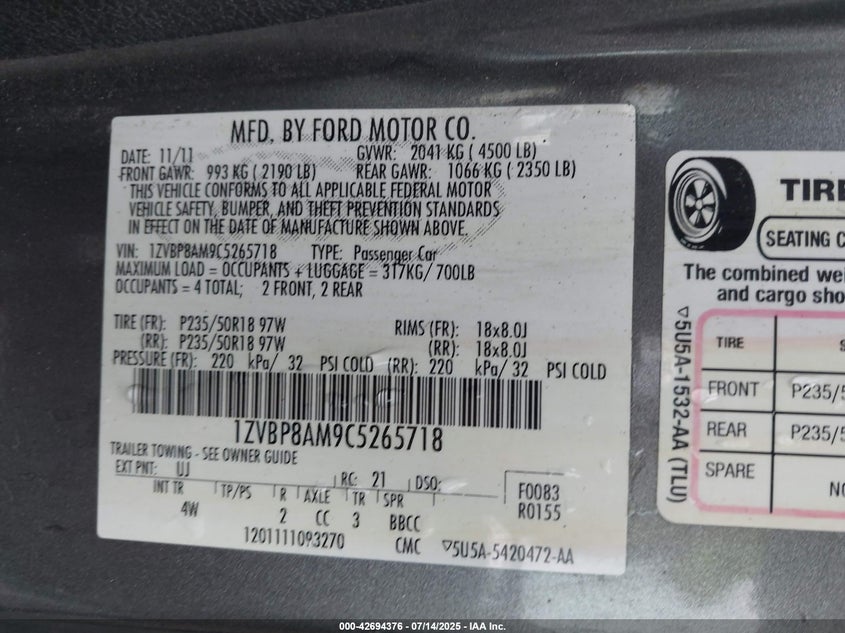 MFD. BY FORD MOTOR CO.
DATE: 11/11 GVWR: 2041 KG ( 4500 LB)
FRONT GAWR: 993 KG ( 2190 LB) REAR GAWR: 1066 KG ( 2350 LB)
THIS VEHICLE CONFORMS TO ALL APPLICABLE FEDERAL MOTOR
VEHICLE SAFETY, BUMPER, AND THEFT PREVENTION STANDARDS
IN EFFECT ON THE DATE OF MANUFACTURE SHOWN ABOVE.
VIN: 1ZVBP8AM9C5265718 TYPE: Passenger Car
MAXIMUM LOAD = OCCUPANTS + LUGGAGE = 317KG/ 700LB
OCCUPANTS = 4 TOTAL; 2 FRONT, 2 REAR
TIRE (FR): P235/50R18 97W RIMS (FR): 18x8.0J
(RR): P235/50R18 97W (RR): 18x8.0J
PRESSURE (FR): 220 kPa/ 32 PSI COLD (RR): 220 kPa/ 32 PSI COLD
1ZVBP8AM9C5265718
TRAILER TOWING - SEE OWNER GUIDE
EXT PNT: UJ RC: 21 DSO:
INT TR TP/PS R AXLE TR SPR
4W 2 CC 3 BBCC
F0083
R0155
1201111093270 CMC ▽5U5A-5420472-AA
TIRE
SEATING C
The combined wei
and cargo sho
TIRE S
FRONT P235/5
REAR P235/5
SPARE NO
▽5U5A-1532-AA (TLU)
000-42694376 - 07/14/2025 - IAA Inc.